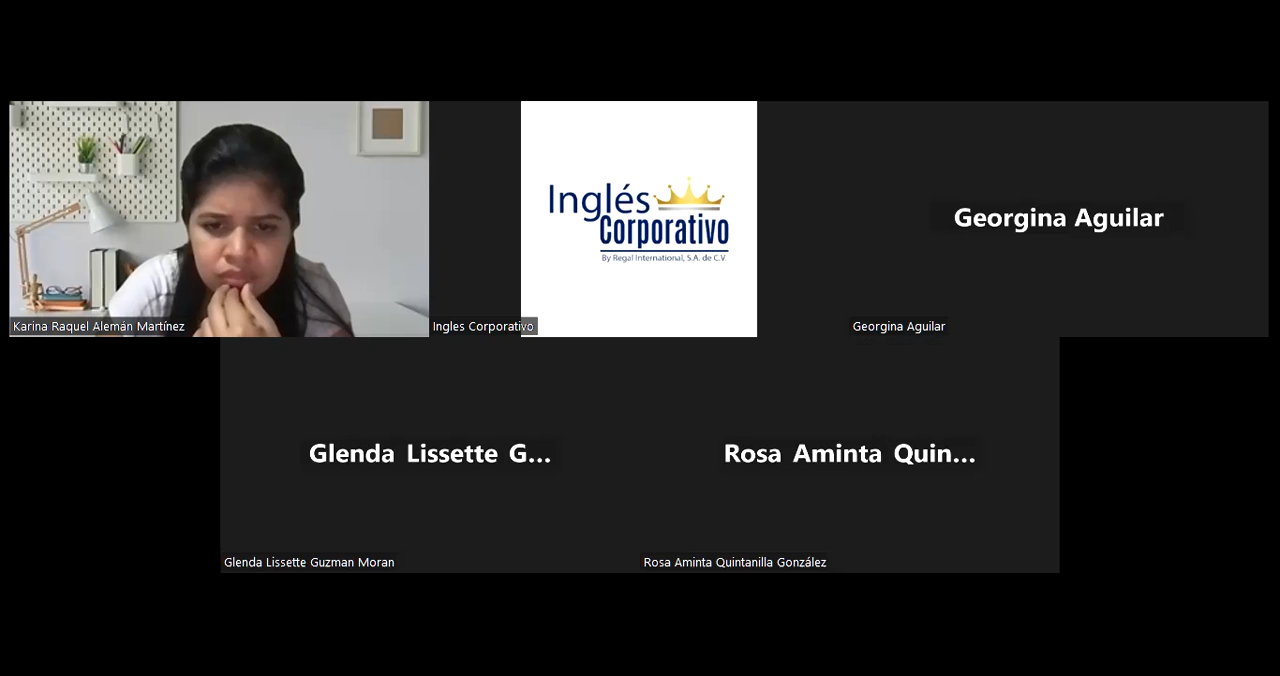 Inglés
Corporativo
By Regal International, S.A. de C.V.
Georgina Aguilar
Karina Raquel Alemán Martínez
Ingles Corporativo
Georgina Aguilar
Glenda Lissette G...
Rosa Aminta Quin...
Glenda Lissette Guzman Moran
Rosa Aminta Quintanilla González